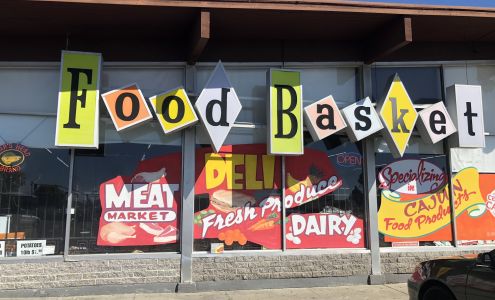 Food Basket
MEAT
MARKET
DELI
Fresh Produce
DAIRY
OPEN
Specializing
in
CAJUN
Food Products
POTATOES